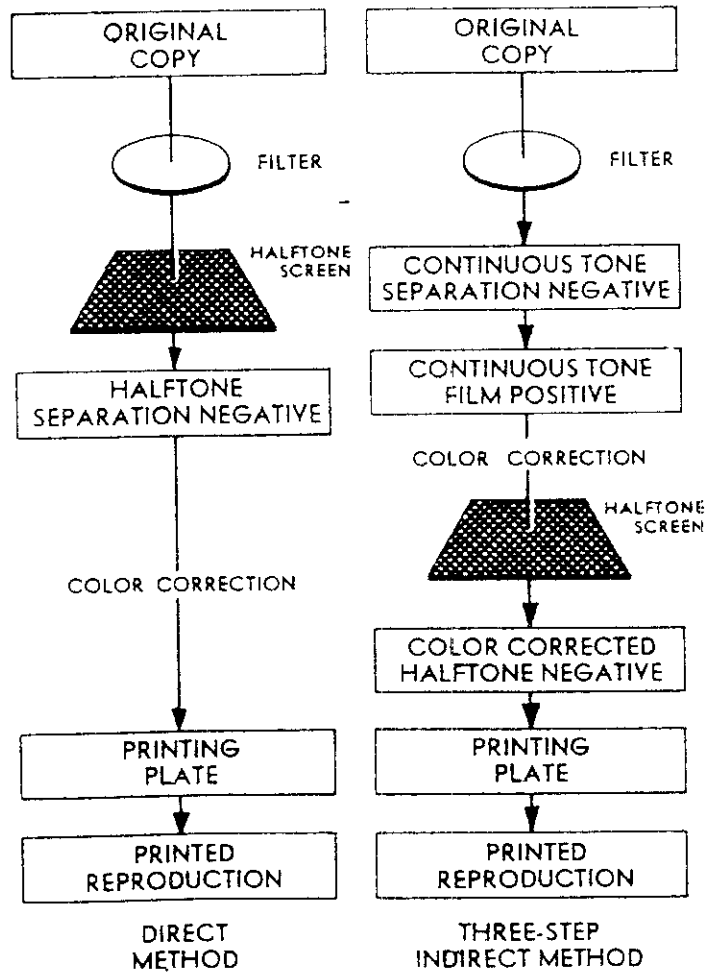 ORIGINAL
COPY
FILTER
HALFTONE
SCREEN
HALFTONE
SEPARATION NEGATIVE
COLOR CORRECTION
PRINTING
PLATE
PRINTED
REPRODUCTION
DIRECT
METHOD
ORIGINAL
COPY
FILTER
CONTINUOUS TONE
SEPARATION NEGATIVE
CONTINUOUS TONE
FILM POSITIVE
COLOR CORRECTION
HALFTONE
SCREEN
COLOR CORRECTED
HALFTONE NEGATIVE
PRINTING
PLATE
PRINTED
REPRODUCTION
THREE-STEP
INDIRECT METHOD